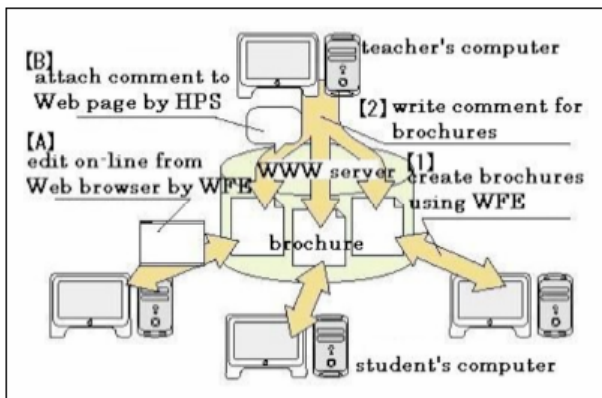 teacher's computer
【B】
attach comment to
Web page by HPS
【2】write comment for
brochures
【A】
edit on-line from
Web browser by WFE
WWW server
【1】
create brochures
using WFE
brochure
student's computer